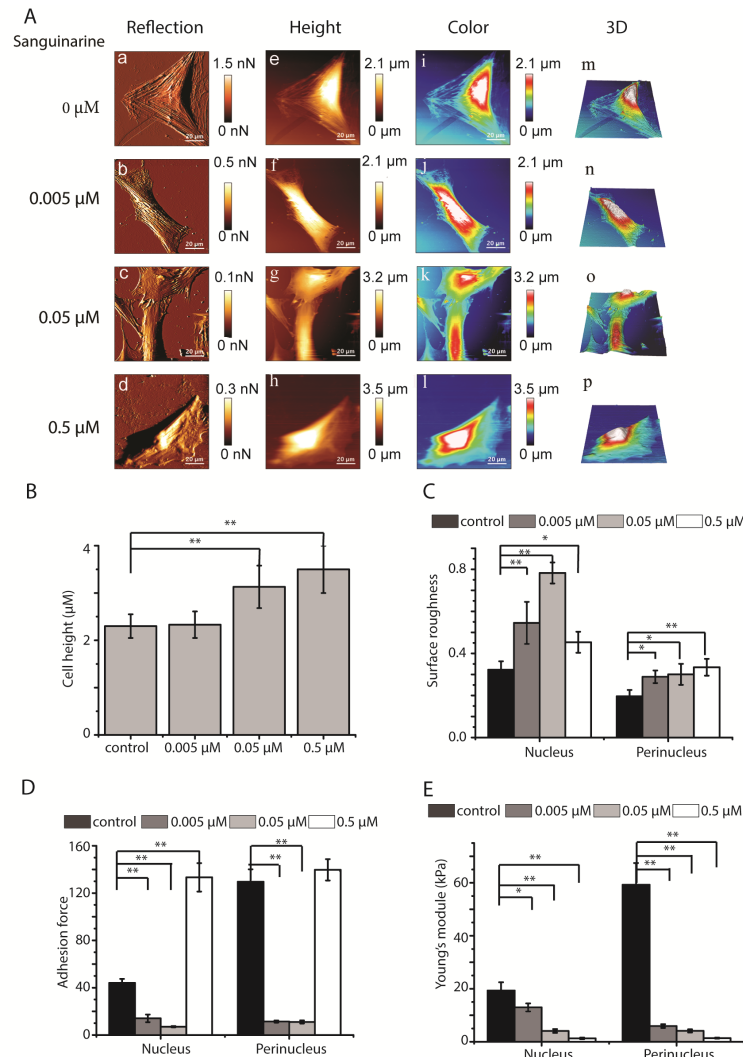 A
Reflection Height Color 3D
Sanguinarine
0 μM
a 20 μm 1.5 nN 0 nN
e 20 μm 2.1 μm 0 μm
i 20 μm 2.1 μm 0 μm
m
0.005 μM
b 20 μm 0.5 nN 0 nN
f 20 μm 2.1 μm 0 μm
j 20 μm 2.1 μm 0 μm
n
0.05 μM
c 20 μm 0.1nN 0 nN
g 20 μm 3.2 μm 0 μm
k 20 μm 3.2 μm 0 μm
o
0.5 μM
d 20 μm 0.3 nN 0 nN
h 20 μm 3.5 μm 0 μm
l 20 μm 3.5 μm 0 μm
p
B
Cell height (μM)
4
2
0
** **
control 0.005 μM 0.05 μM 0.5 μM
C
control 0.005 μM 0.05 μM 0.5 μM
Surface roughness
0.8
0.4
0.0
* ** **
** * *
Nucleus Perinucleus
D
control 0.005 μM 0.05 μM 0.5 μM
Adhesion force
160
120
80
40
0
** ** **
** **
Nucleus Perinucleus
E
control 0.005 μM 0.05 μM 0.5 μM
Young's module (kPa)
60
40
20
0
** ** *
** ** **
Nucleus Perinucleus